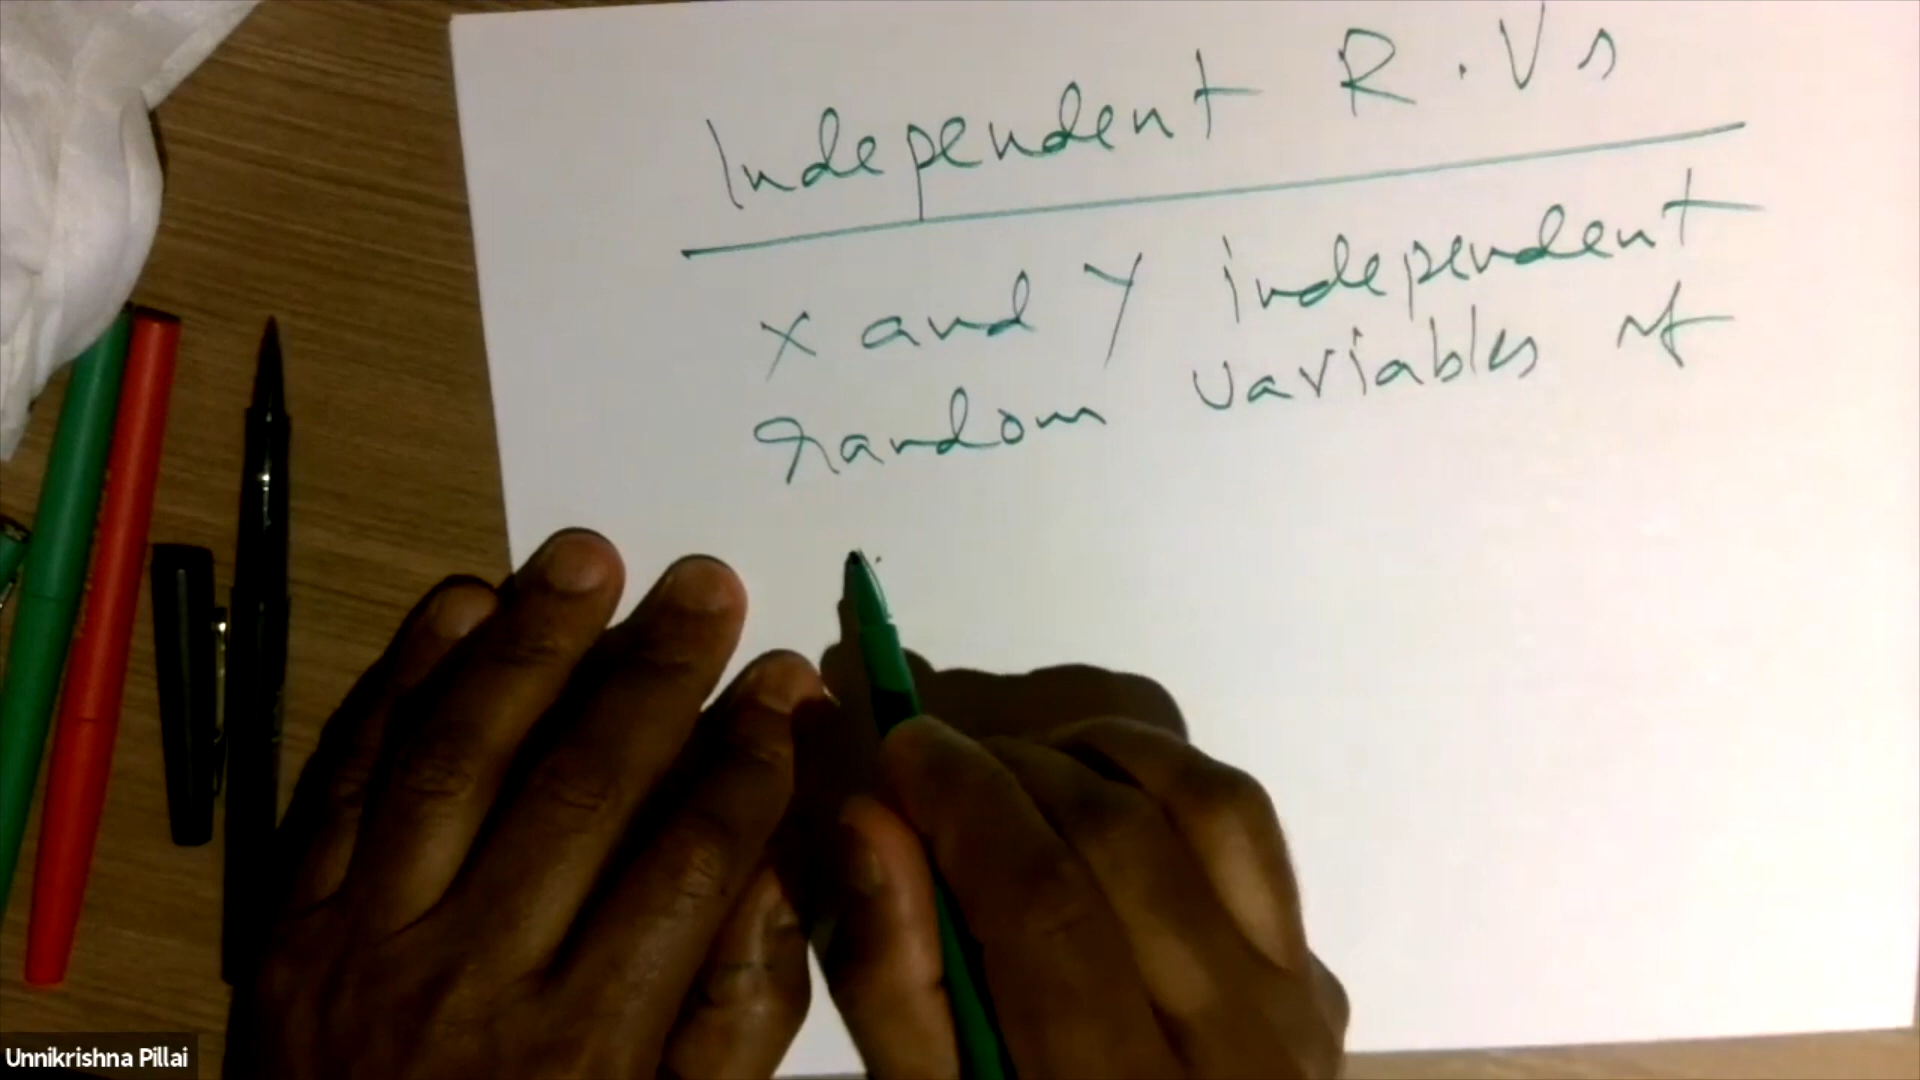 Independent R.Vs
X and Y independent
random variables if
Unnikrishna Pillai